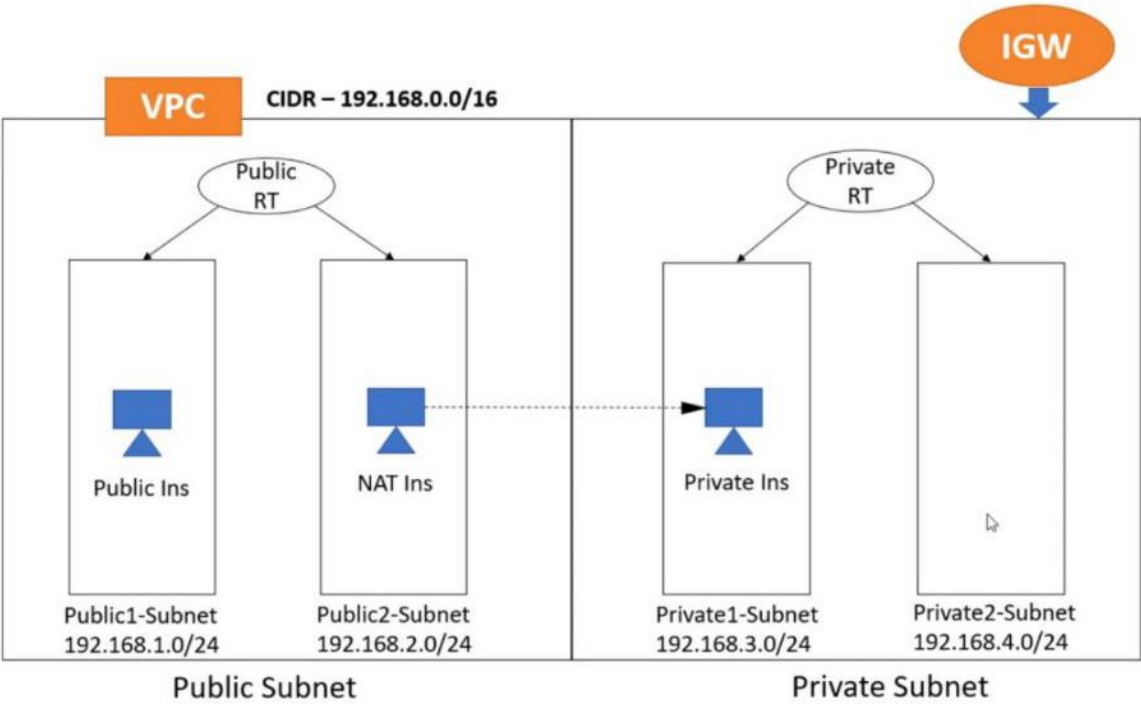 IGW
VPC
CIDR – 192.168.0.0/16
Public
RT
Private
RT
Public Ins
NAT Ins
Private Ins
Public1-Subnet
192.168.1.0/24
Public2-Subnet
192.168.2.0/24
Private1-Subnet
192.168.3.0/24
Private2-Subnet
192.168.4.0/24
Public Subnet
Private Subnet